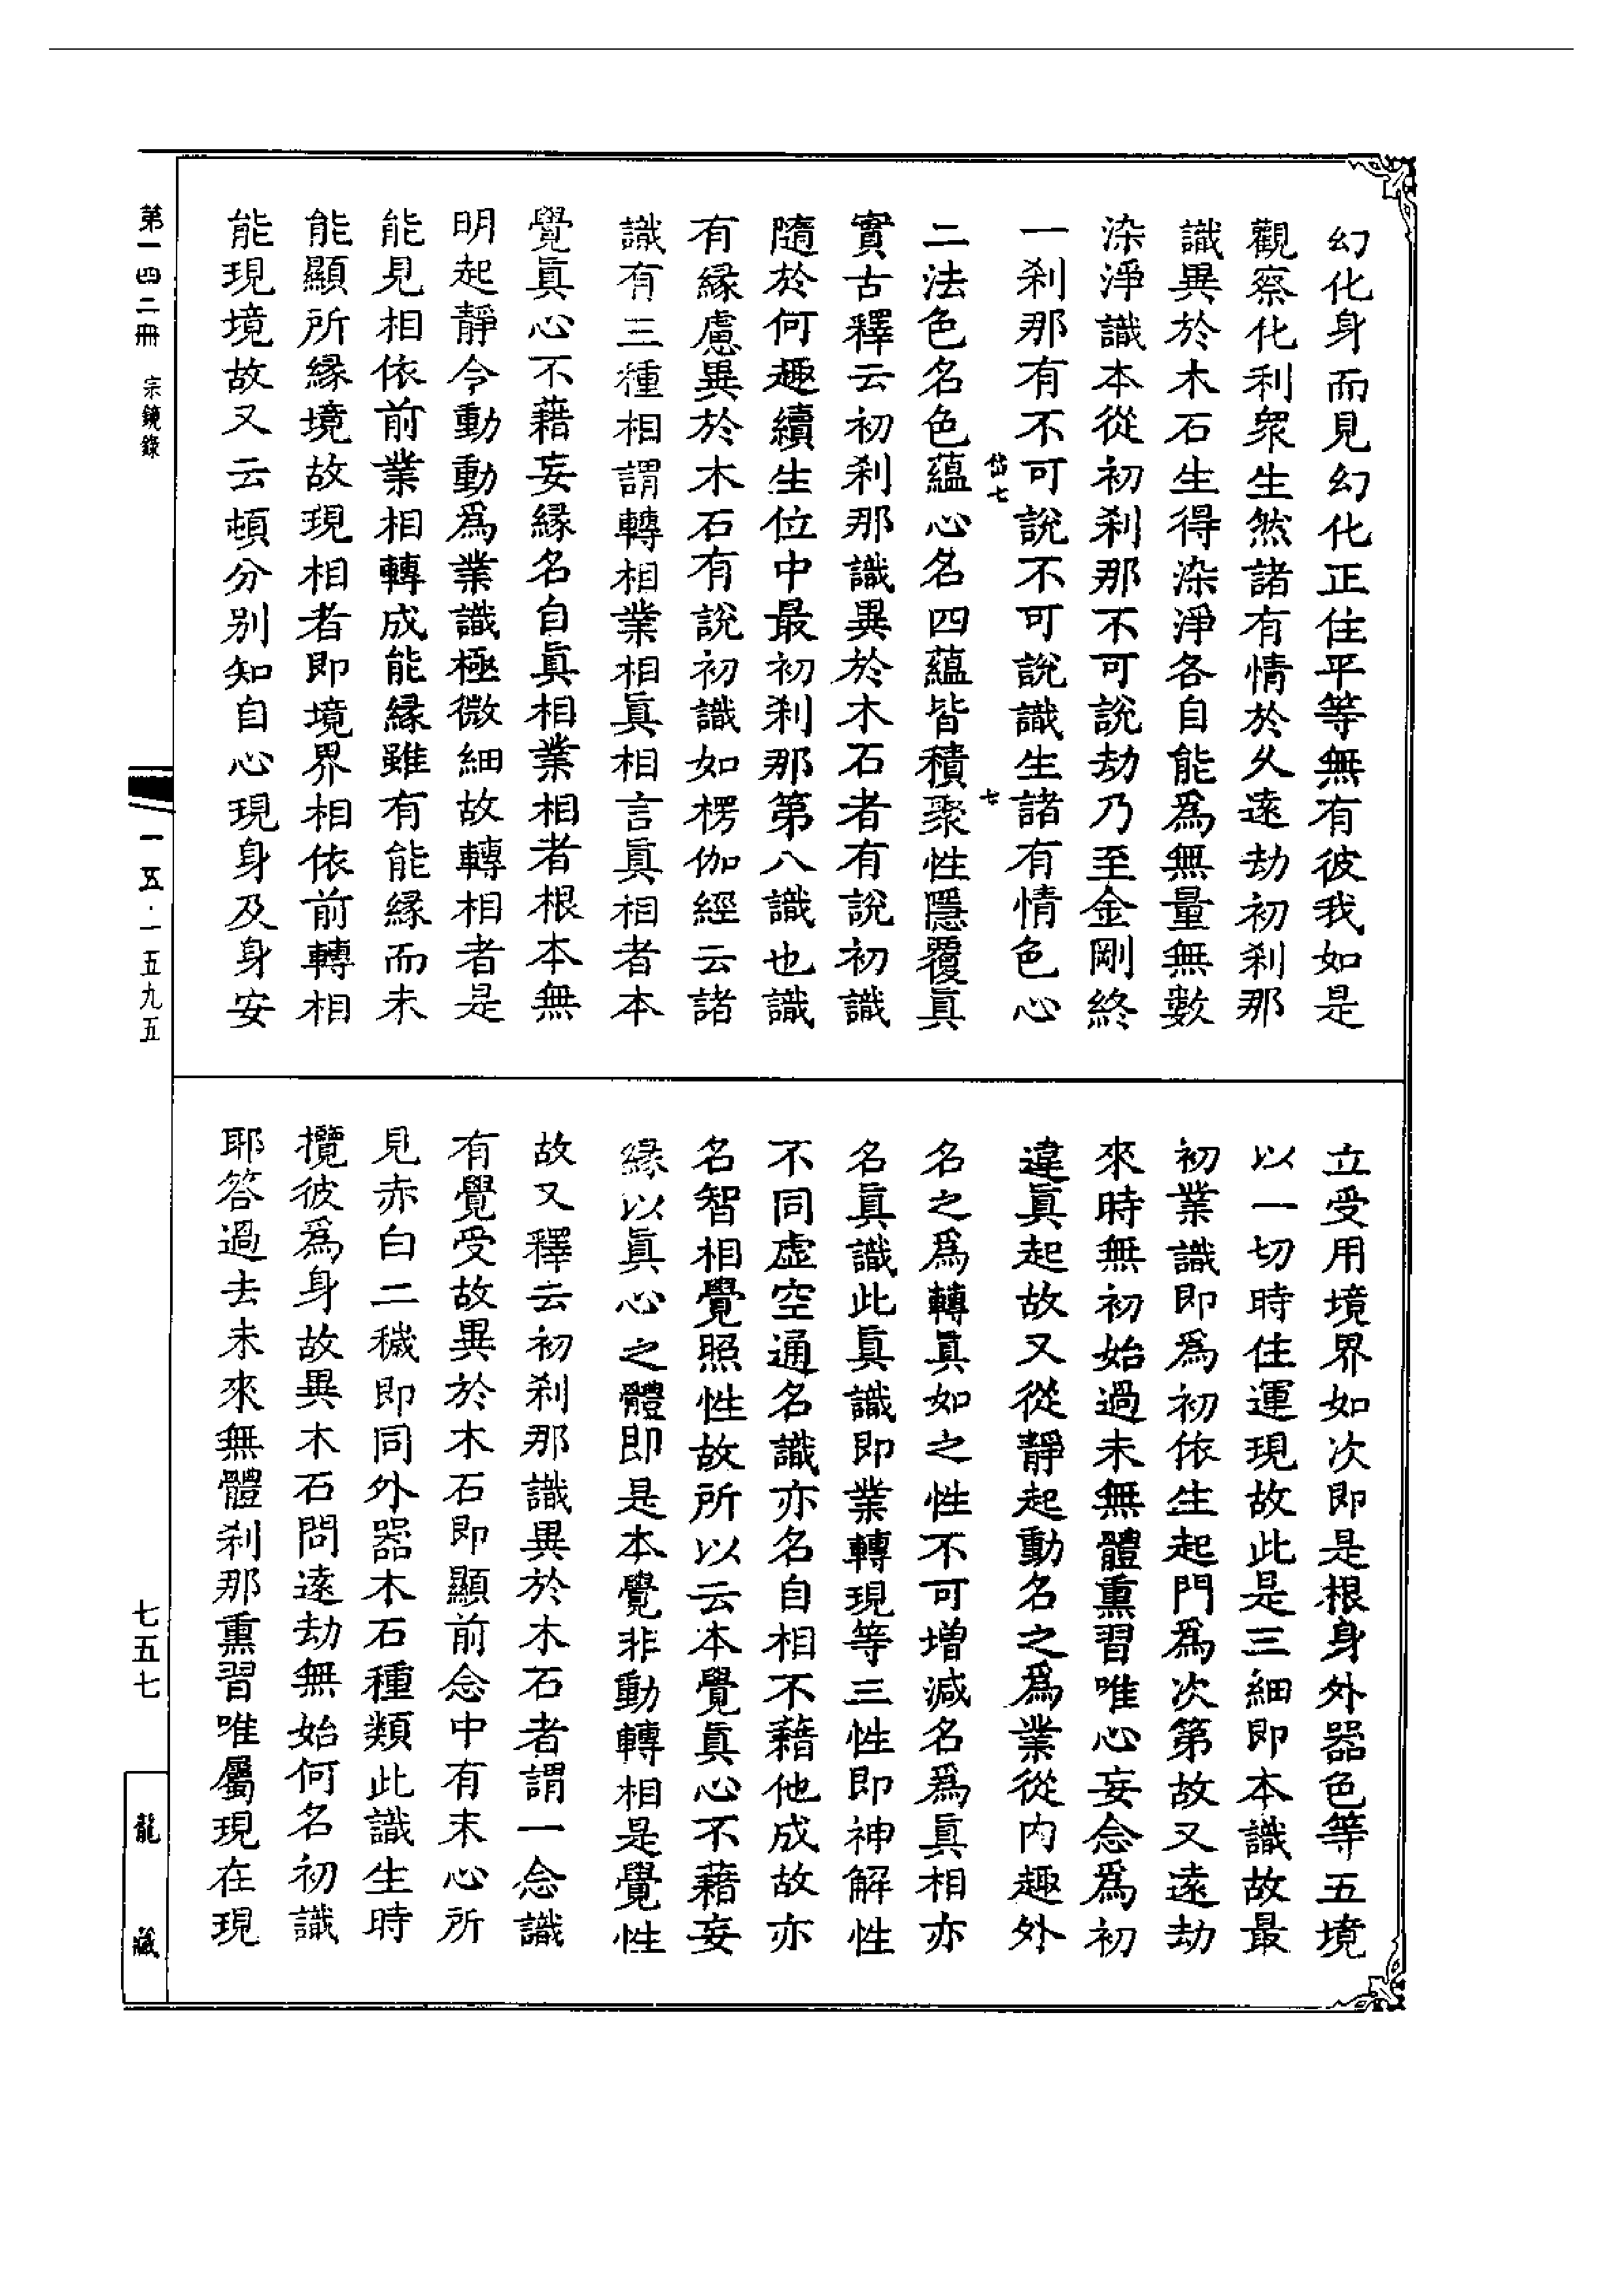 幻化身而見幻化正住平等無有彼我如是
觀察化利衆生然諸有情於久遠劫初刹那
識異於木石生得染淨各自能爲無量無數
染淨識本從初刹那不可說劫乃至金剛終
一刹那有不可說不可說識生諸有情色心
岱七
七
二法色名色蘊心名四蘊皆積聚性隱覆眞
實古釋云初刹那識異於木石者有說初識
隨於何趣續生位中最初刹那第八識也識
有緣慮異於木石有說初識如楞伽經云諸
識有三種相謂轉相業相眞相言眞相者本
覺眞心不藉妄緣名自眞相業相者根本無
明起靜令動動爲業識極微細故轉相者是
能見相依前業相轉成能緣雖有能緣而未
能顯所緣境故現相者即境界相依前轉相
能現境故又云頓分別知自心現身及身安
立受用境界如次即是根身外器色等五境
以一切時住運現故此是三細即本識故最
初業識即爲初依生起門爲次第故又遠劫
來時無初始過未無體熏習唯心妄念爲初
違眞起故又從靜起動名之爲業從內趣外
名之爲轉眞如之性不可增減名爲眞相亦
名眞識此眞識即業轉現等三性即神解性
不同虛空通名識亦名自相不藉他成故亦
名智相覺照性故所以云本覺眞心不藉妄
緣以眞心之體即是本覺非動轉相是覺性
故又釋云初刹那識異於木石者謂一念識
有覺受故異於木石即顯前念中有末心所
見赤白二穢即同外器木石種類此識生時
攬彼爲身故異木石問遠劫無始何名初識
耶答過去未來無體刹那熏習唯屬現在現
第一四二冊 宗鏡錄
一五·一五九五
七五七
龍藏